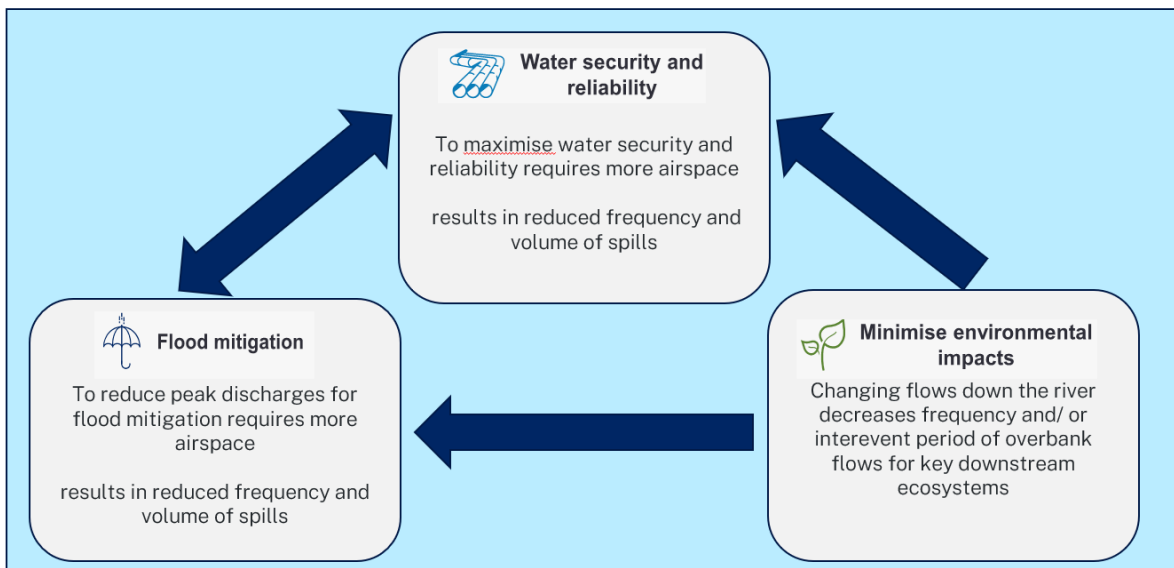 Water security and
reliability
To maximise water security and
reliability requires more airspace
results in reduced frequency and
volume of spills
Flood mitigation
To reduce peak discharges for
flood mitigation requires more
airspace
results in reduced frequency and
volume of spills
Minimise environmental
impacts
Changing flows down the river
decreases frequency and/ or
interevent period of overbank
flows for key downstream
ecosystems